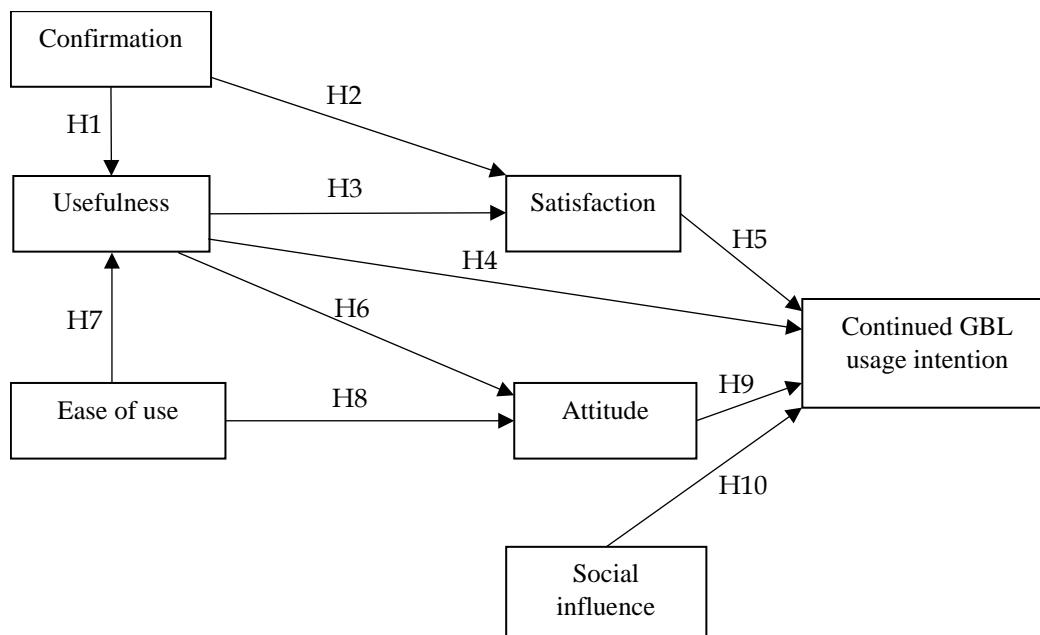 Confirmation
H2
H1
Usefulness
H3
Satisfaction
H5
H4
H6
H7
Continued GBL
usage intention
Ease of use
H8
Attitude
H9
H10
Social
influence